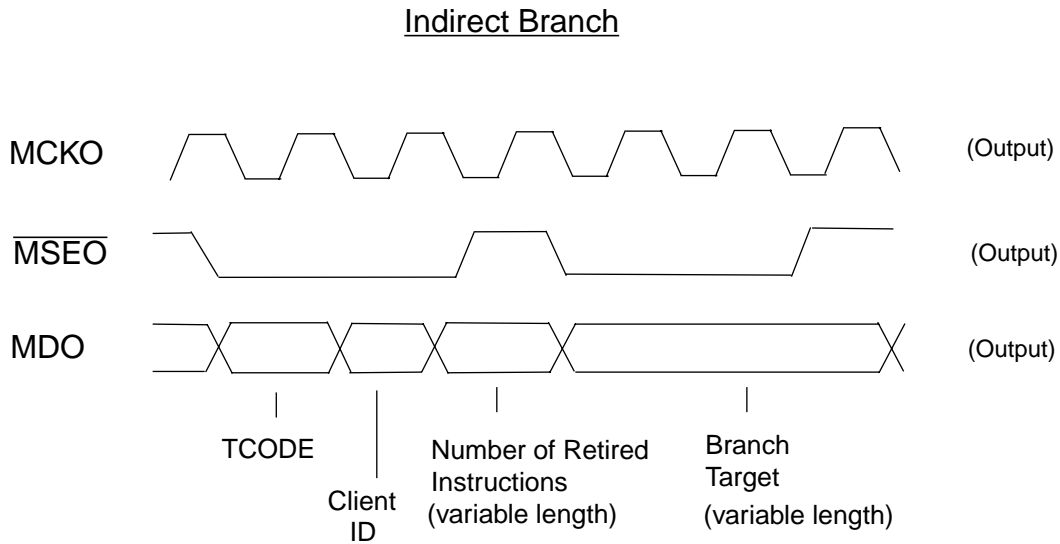 Indirect Branch
MCKO
(Output)
MSEO
(Output)
MDO
(Output)
TCODE
Client
ID
Number of Retired
Instructions
(variable length)
Branch
Target
(variable length)